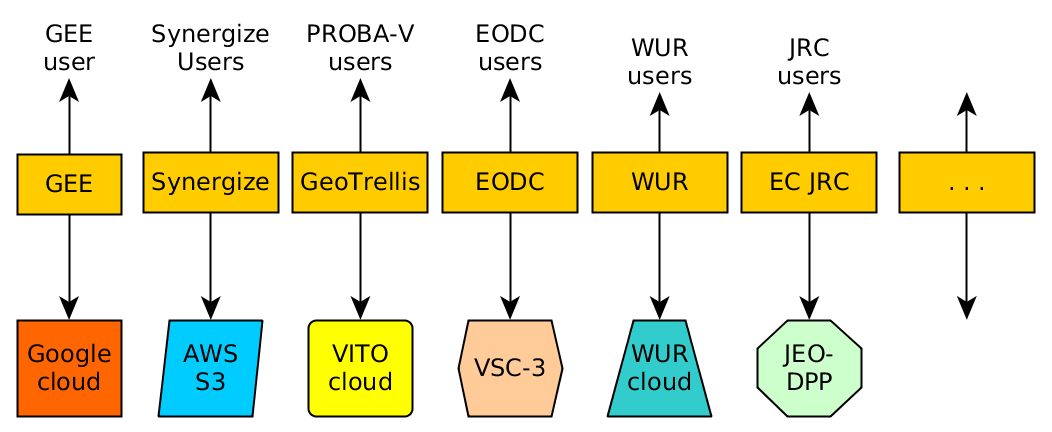 GEE
user
Synergize
Users
PROBA-V
users
EODC
users
WUR
users
JRC
users
GEE
Synergize
GeoTrellis
EODC
WUR
EC JRC
. . .
Google
cloud
AWS
S3
VITO
cloud
VSC-3
WUR
cloud
JEO-
DPP